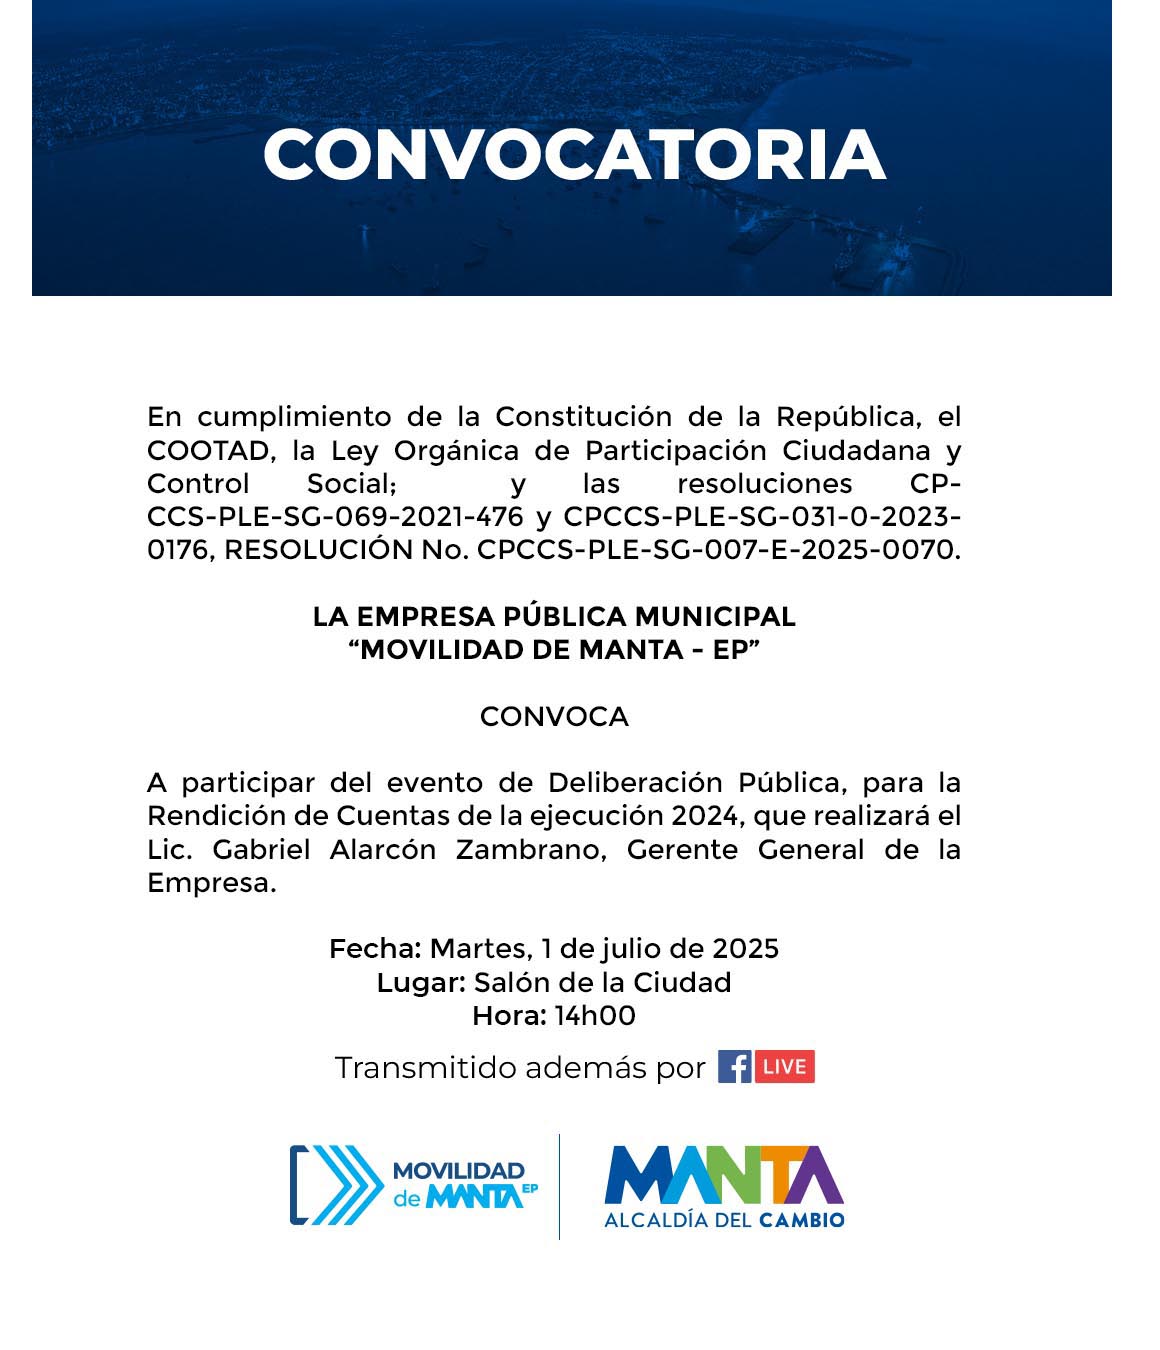 CONVOCATORIA
En cumplimiento de la Constitución de la República, el
COOTAD, la Ley Orgánica de Participación Ciudadana y
Control Social; y las resoluciones CP-
CCS-PLE-SG-069-2021-476 y CPCCS-PLE-SG-031-0-2023-
0176, RESOLUCIÓN No. CPCCS-PLE-SG-007-E-2025-0070.
LA EMPRESA PÚBLICA MUNICIPAL
“MOVILIDAD DE MANTA - EP”
CONVOCA
A participar del evento de Deliberación Pública, para la
Rendición de Cuentas de la ejecución 2024, que realizará el
Lic. Gabriel Alarcón Zambrano, Gerente General de la
Empresa.
Fecha: Martes, 1 de julio de 2025
Lugar: Salón de la Ciudad
Hora: 14h00
Transmitido además por f LIVE
MOVILIDAD
de MANTA EP
MANTA
ALCALDÍA DEL CAMBIO